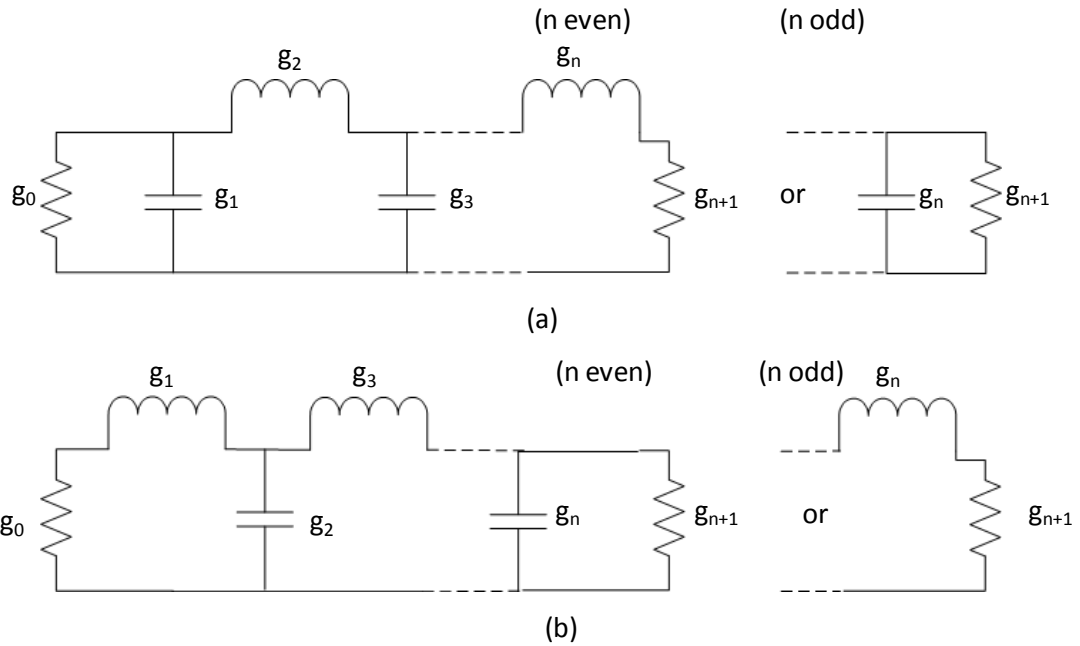 (n even) (n odd)
g₂ gₙ
g₀ g₁ g₃ gₙ₊₁ or gₙ gₙ₊₁
(a)
g₁ g₃ (n even) (n odd) gₙ
g₀ g₂ gₙ gₙ₊₁ or gₙ₊₁
(b)